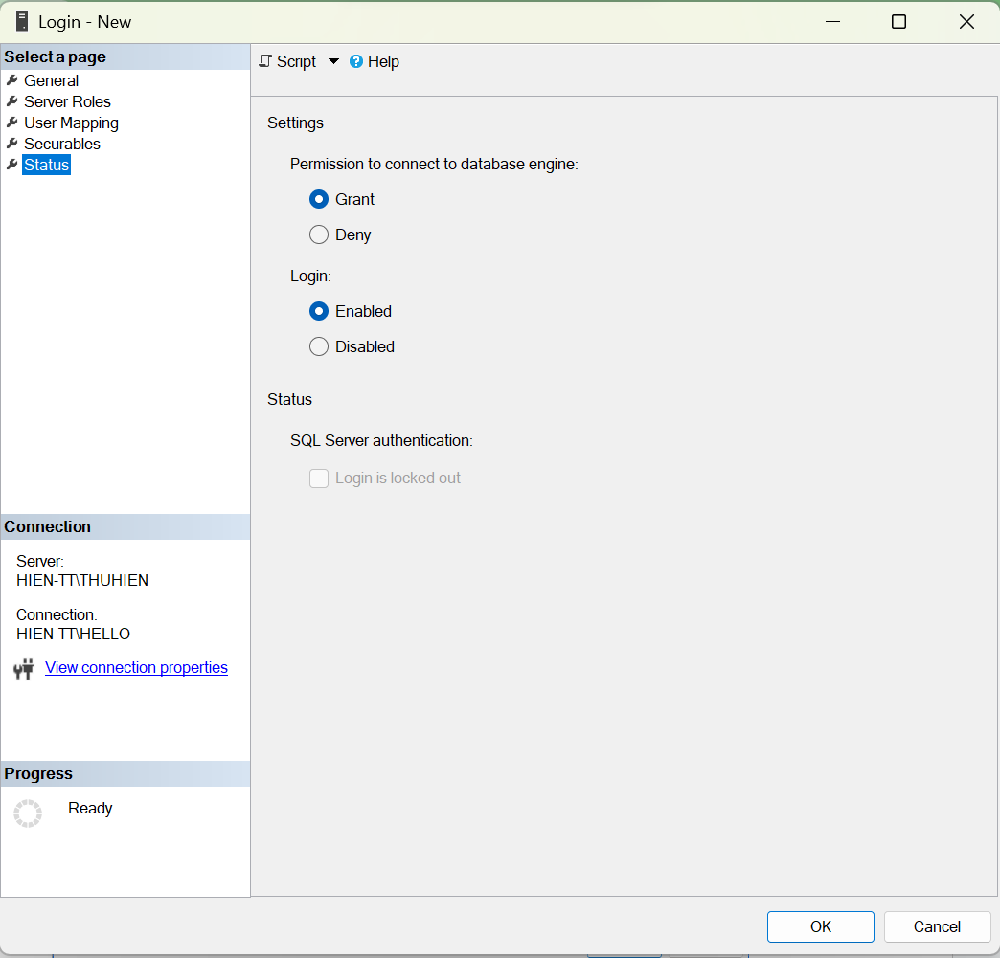 Login - New
Select a page
General
Server Roles
User Mapping
Securables
Status
Script
Help
Settings
Permission to connect to database engine:
Grant
Deny
Login:
Enabled
Disabled
Status
SQL Server authentication:
Login is locked out
Connection
Server:
HIEN-TT\THUHIEN
Connection:
HIEN-TT\HELLO
View connection properties
Progress
Ready
OK
Cancel